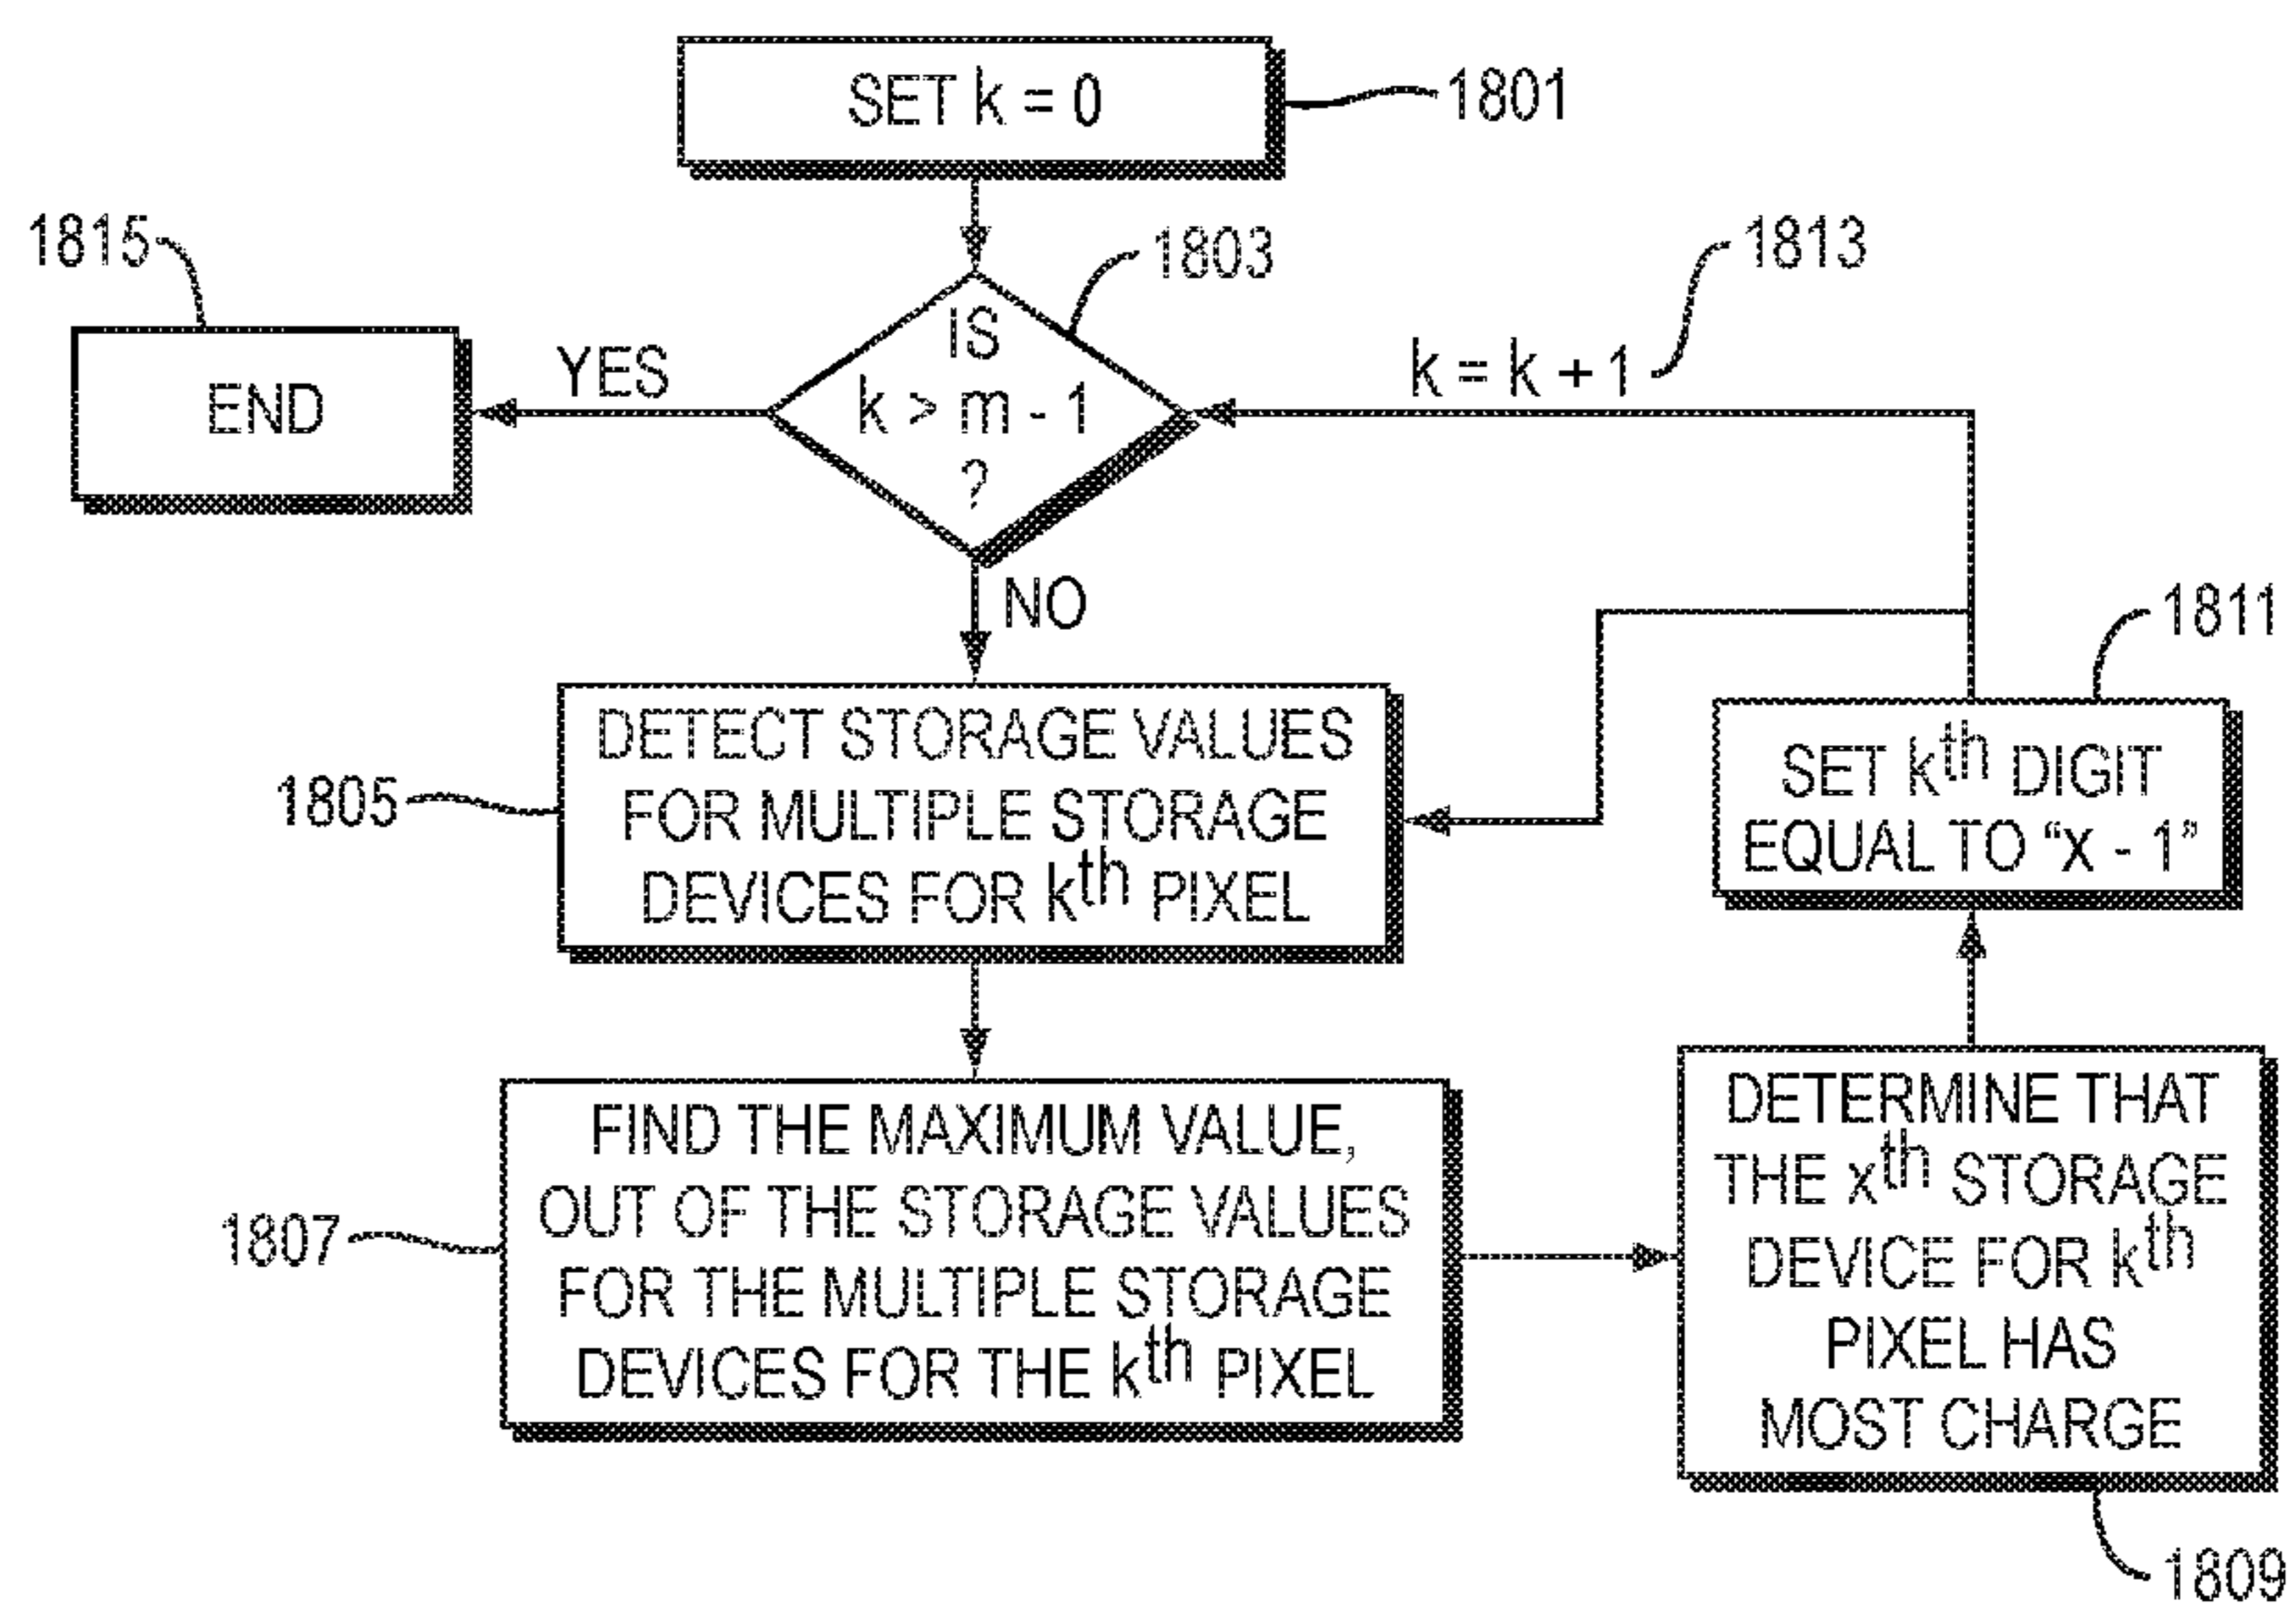 SET k = 0
1801
1815
1803
1813
IS
k > m - 1
?
YES
END
k = k + 1
NO
1811
DETECT STORAGE VALUES
FOR MULTIPLE STORAGE
DEVICES FOR kth PIXEL
1805
SET kth DIGIT
EQUAL TO “x - 1”
FIND THE MAXIMUM VALUE,
OUT OF THE STORAGE VALUES
FOR THE MULTIPLE STORAGE
DEVICES FOR THE kth PIXEL
1807
DETERMINE THAT
THE xth STORAGE
DEVICE FOR kth
PIXEL HAS
MOST CHARGE
1809